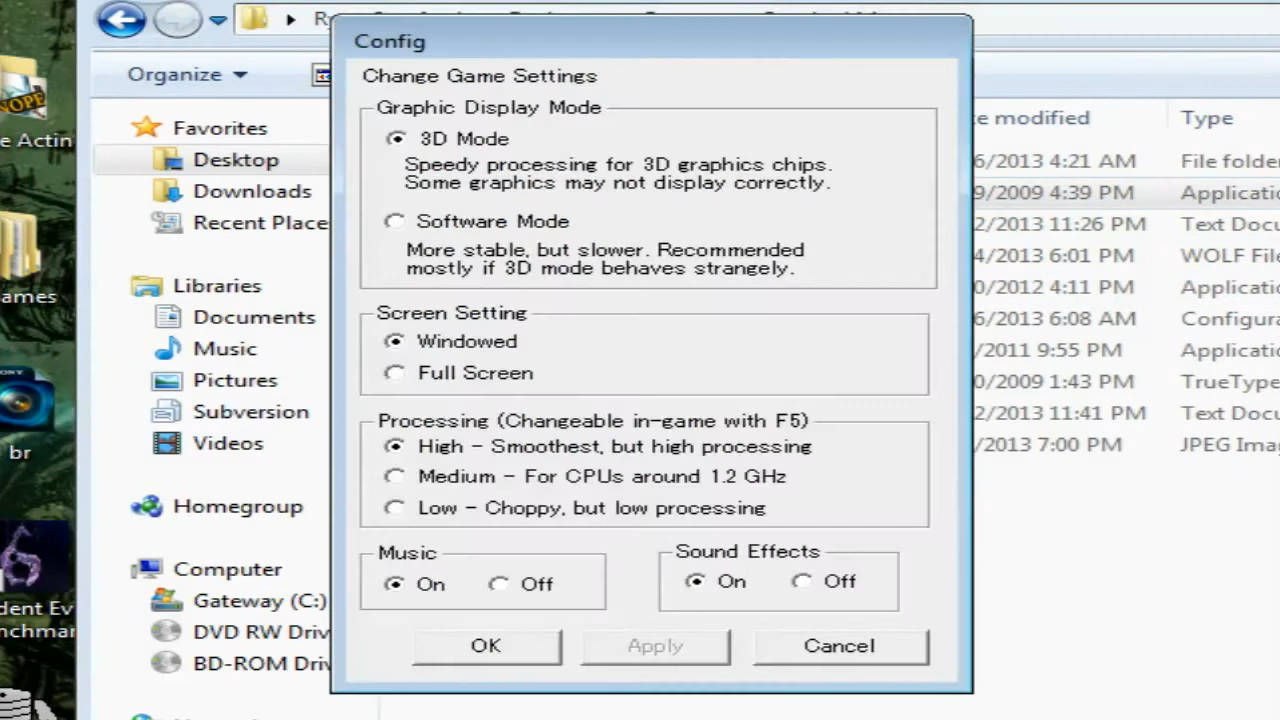 Config
Change Game Settings
Graphic Display Mode
3D Mode
Speedy processing for 3D graphics chips.
Some graphics may not display correctly.
Software Mode
More stable, but slower. Recommended
mostly if 3D mode behaves strangely.
Screen Setting
Windowed
Full Screen
Processing (Changeable in-game with F5)
High - Smoothest, but high processing
Medium - For CPUs around 1.2 GHz
Low - Choppy, but low processing
Music
On Off
Sound Effects
On Off
OK Apply Cancel
Organize
Favorites
Desktop
Downloads
Recent Place
Libraries
Documents
Music
Pictures
Subversion
Videos
Homegroup
Computer
Gateway (C:)
DVD RW Driv
BD-ROM Driv
e modified Type
6/2013 4:21 AM File folde
9/2009 4:39 PM Applicatio
2/2013 11:26 PM Text Docu
4/2013 6:01 PM WOLF File
0/2012 4:11 PM Applicatio
6/2013 6:08 AM Configura
/2011 9:55 PM Applicatio
0/2009 1:43 PM TrueType
2/2013 11:41 PM Text Docu
3/2013 7:00 PM JPEG Imag
NOPE
e Actin
ames
SONY
br
dent Ev
nchmar